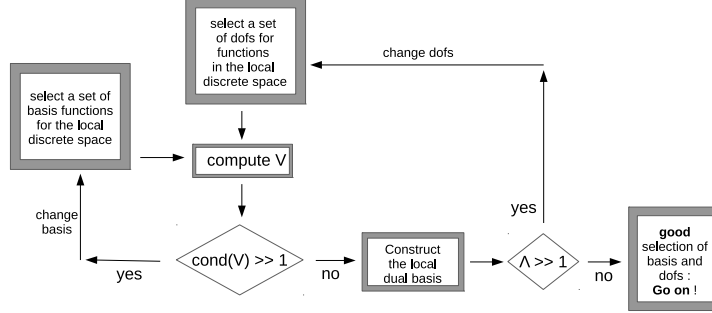 select a set
of dofs for
functions
in the local
discrete space
change dofs
select a set of
basis functions
for the local
discrete space
compute V
change
basis
yes
cond(V) >> 1
no
Construct
the local
dual basis
yes
Λ >> 1
no
good
selection of
basis and
dofs :
Go on !